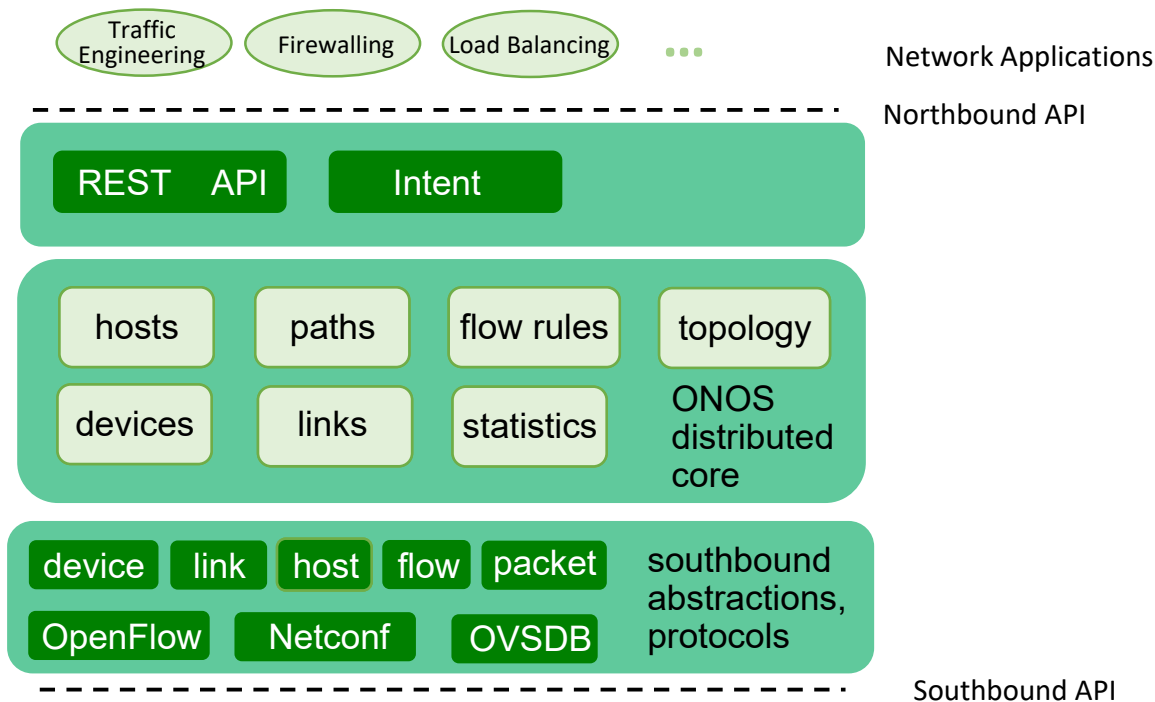 Traffic
Engineering
Firewalling
Load Balancing
...
Network Applications
Northbound API
REST API
Intent
hosts
paths
flow rules
topology
devices
links
statistics
ONOS
distributed
core
device
link
host
flow
packet
southbound
abstractions,
protocols
OpenFlow
Netconf
OVSDB
Southbound API